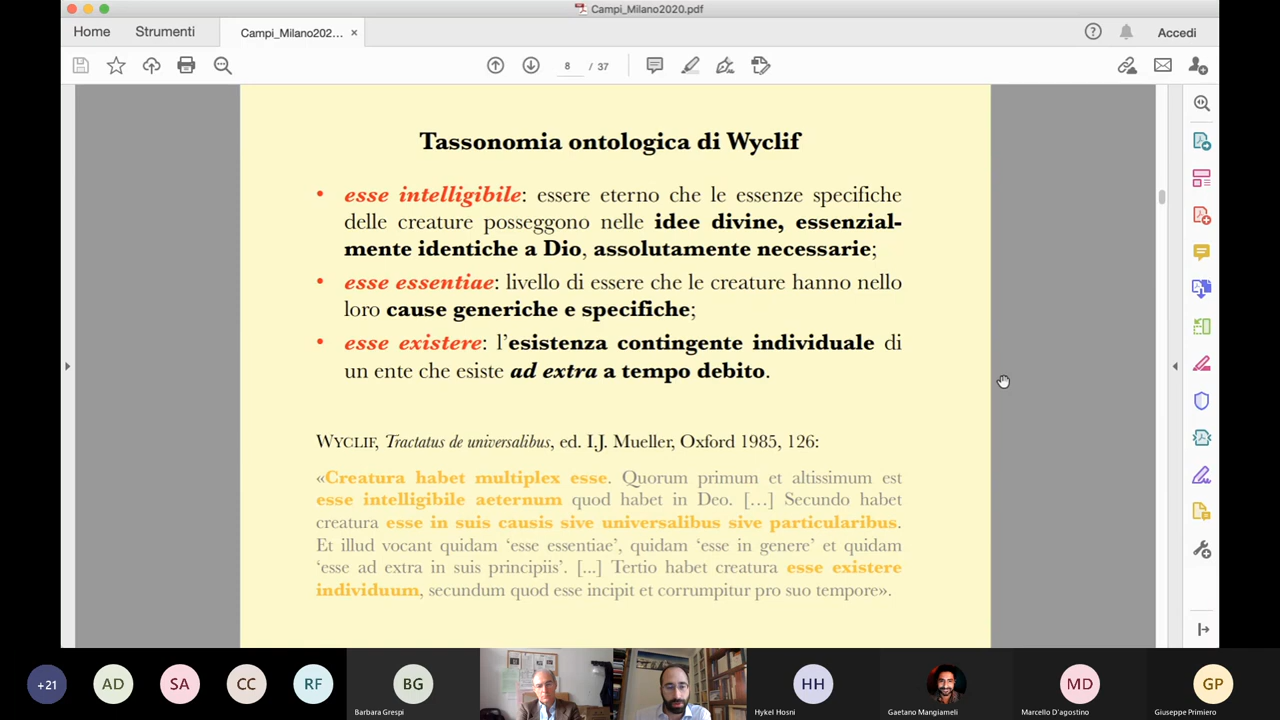 Campi_Milano2020.pdf
Home
Strumenti
Campi_Milano202...
×
Accedi
8 / 37
Tassonomia ontologica di Wyclif
• esse intelligibile: essere eterno che le essenze specifiche
delle creature posseggono nelle idee divine, essenzial-
mente identiche a Dio, assolutamente necessarie;
• esse essentiae: livello di essere che le creature hanno nello
loro cause generiche e specifiche;
• esse existere: l'esistenza contingente individuale di
un ente che esiste ad extra a tempo debito.
WYCLIF, Tractatus de universalibus, ed. I.J. Mueller, Oxford 1985, 126:
«Creatura habet multiplex esse. Quorum primum et altissimum est
esse intelligibile aeternum quod habet in Deo. […] Secundo habet
creatura esse in suis causis sive universalibus sive particularibus.
Et illud vocant quidam 'esse essentiae', quidam 'esse in genere' et quidam
'esse ad extra in suis principiis'. [...] Tertio habet creatura esse existere
individuum, secundum quod esse incipit et corrumpitur pro suo tempore».
+21
AD
SA
CC
RF
BG
Barbara Grespi
HH
Hykel Hosni
Gaetano Mangiameli
MD
Marcello D'agostino
GP
Giuseppe Primiero